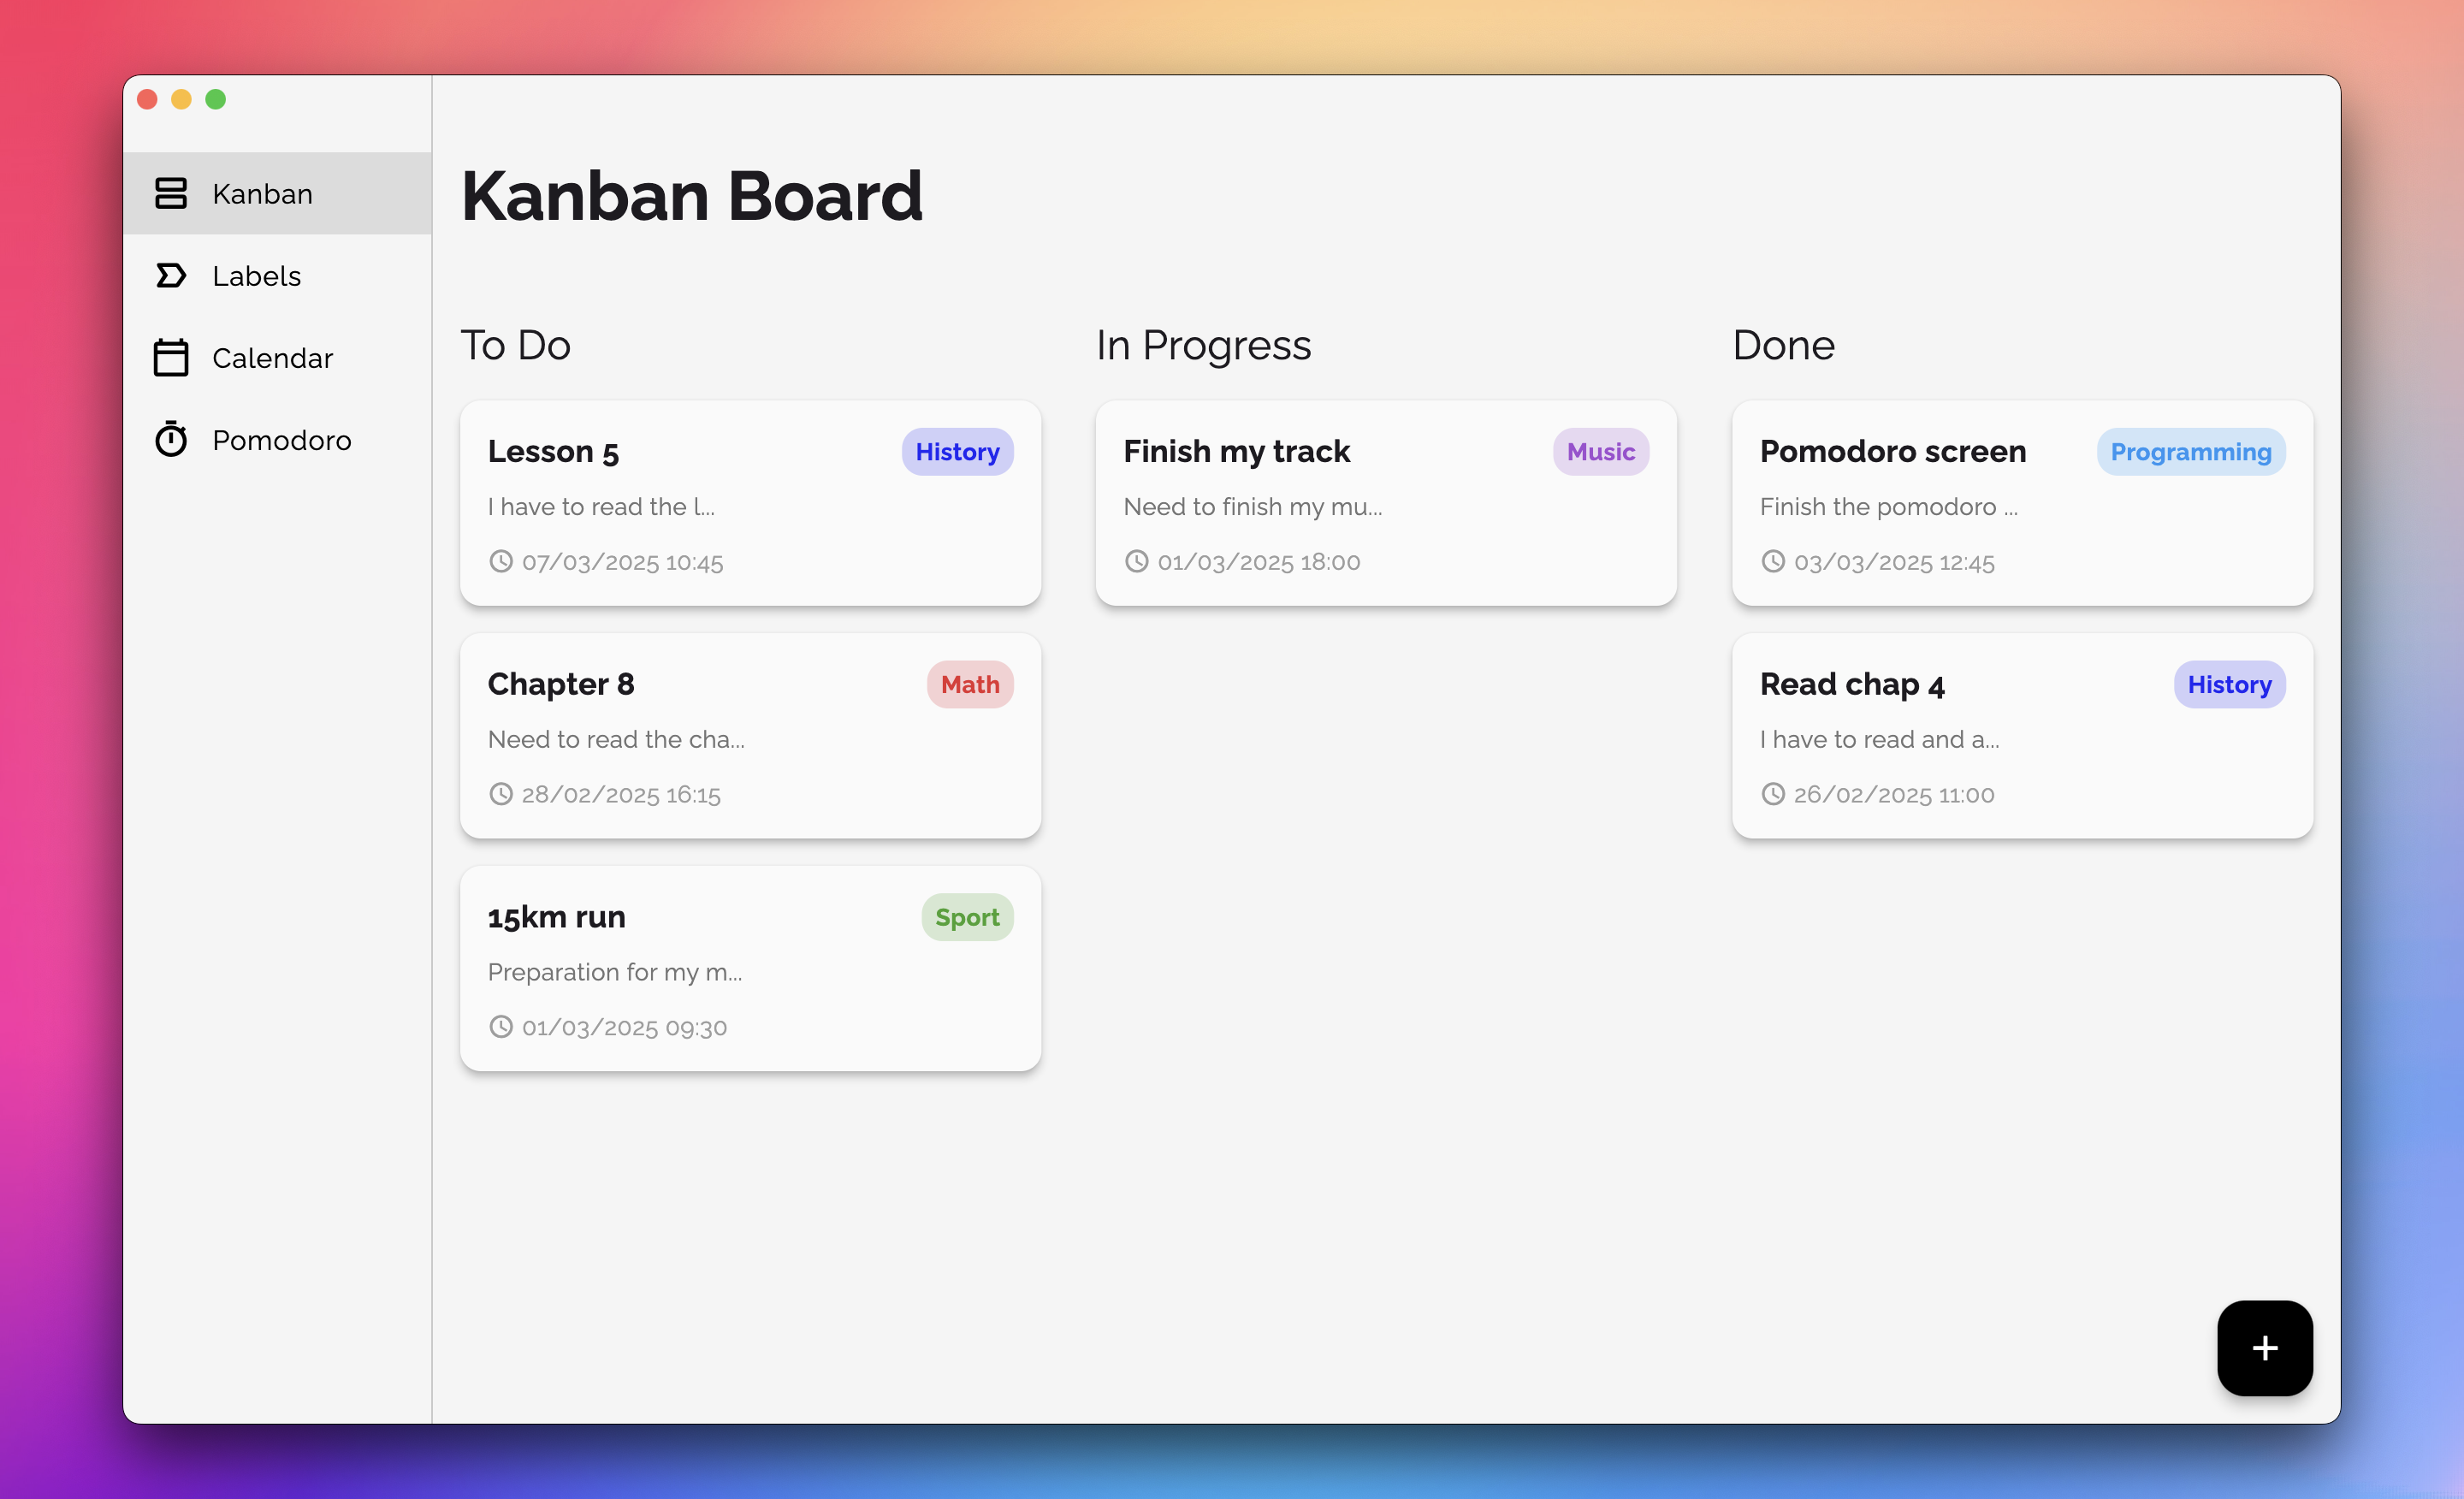 Kanban
Labels
Calendar
Pomodoro
Kanban Board
To Do
Lesson 5
History
I have to read the l...
07/03/2025 10:45
Chapter 8
Math
Need to read the cha...
28/02/2025 16:15
15km run
Sport
Preparation for my m...
01/03/2025 09:30
In Progress
Finish my track
Music
Need to finish my mu...
01/03/2025 18:00
Done
Pomodoro screen
Programming
Finish the pomodoro ...
03/03/2025 12:45
Read chap 4
History
I have to read and a...
26/02/2025 11:00
+